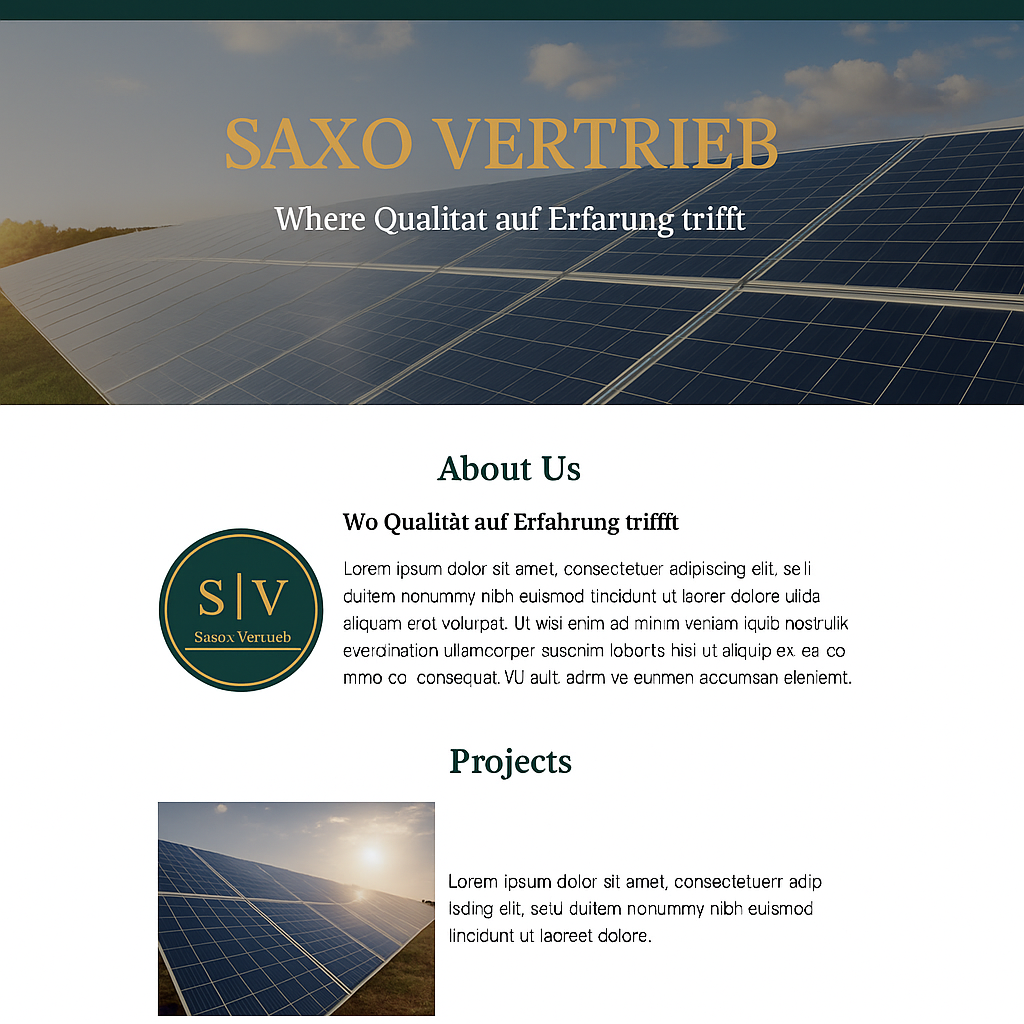 SAXO VERTRIEB
Where Qualitat auf Erfarung trifft
About Us
Wo Qualitàt auf Erfahrung triffft
S|V
Sasox Vertueb
Lorem ipsum dolor sit amet, consectetuer adipiscing elit, se li
duitem nonummy nibh euismod tincidunt ut laorer dolore ulida
aliquam erot volurpat. Ut wisi enim ad minim veniam iquib nostrulik
everdination ullamcorper suscnim loborts hisi ut aliquip ex ea co
mmo co consequat. VU ault. adrm ve eunmen accumsan eleniemt.
Projects
Lorem ipsum dolor sit amet, consectetuerr adip
lsding elit, setd duitem nonummy nibh euismod
lincidunt ut laoreet dolore.